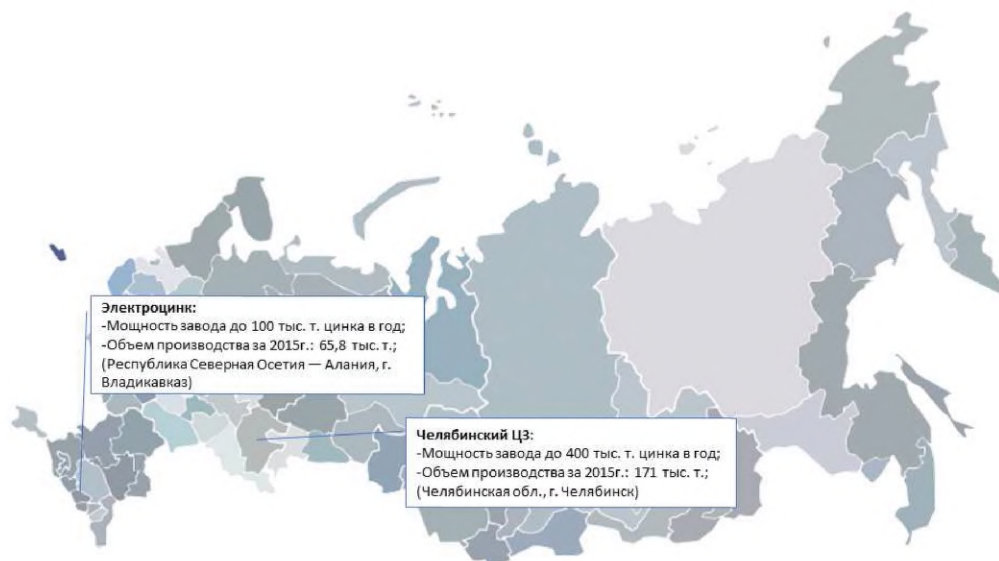 Электроцинк:
-Мощность завода до 100 тыс. т. цинка в год;
-Объем производства за 2015г.: 65,8 тыс. т.;
(Республика Северная Осетия — Алания, г.
Владикавказ)
Челябинский ЦЗ:
-Мощность завода до 400 тыс. т. цинка в год;
-Объем производства за 2015г.: 171 тыс. т.;
(Челябинская обл., г. Челябинск)